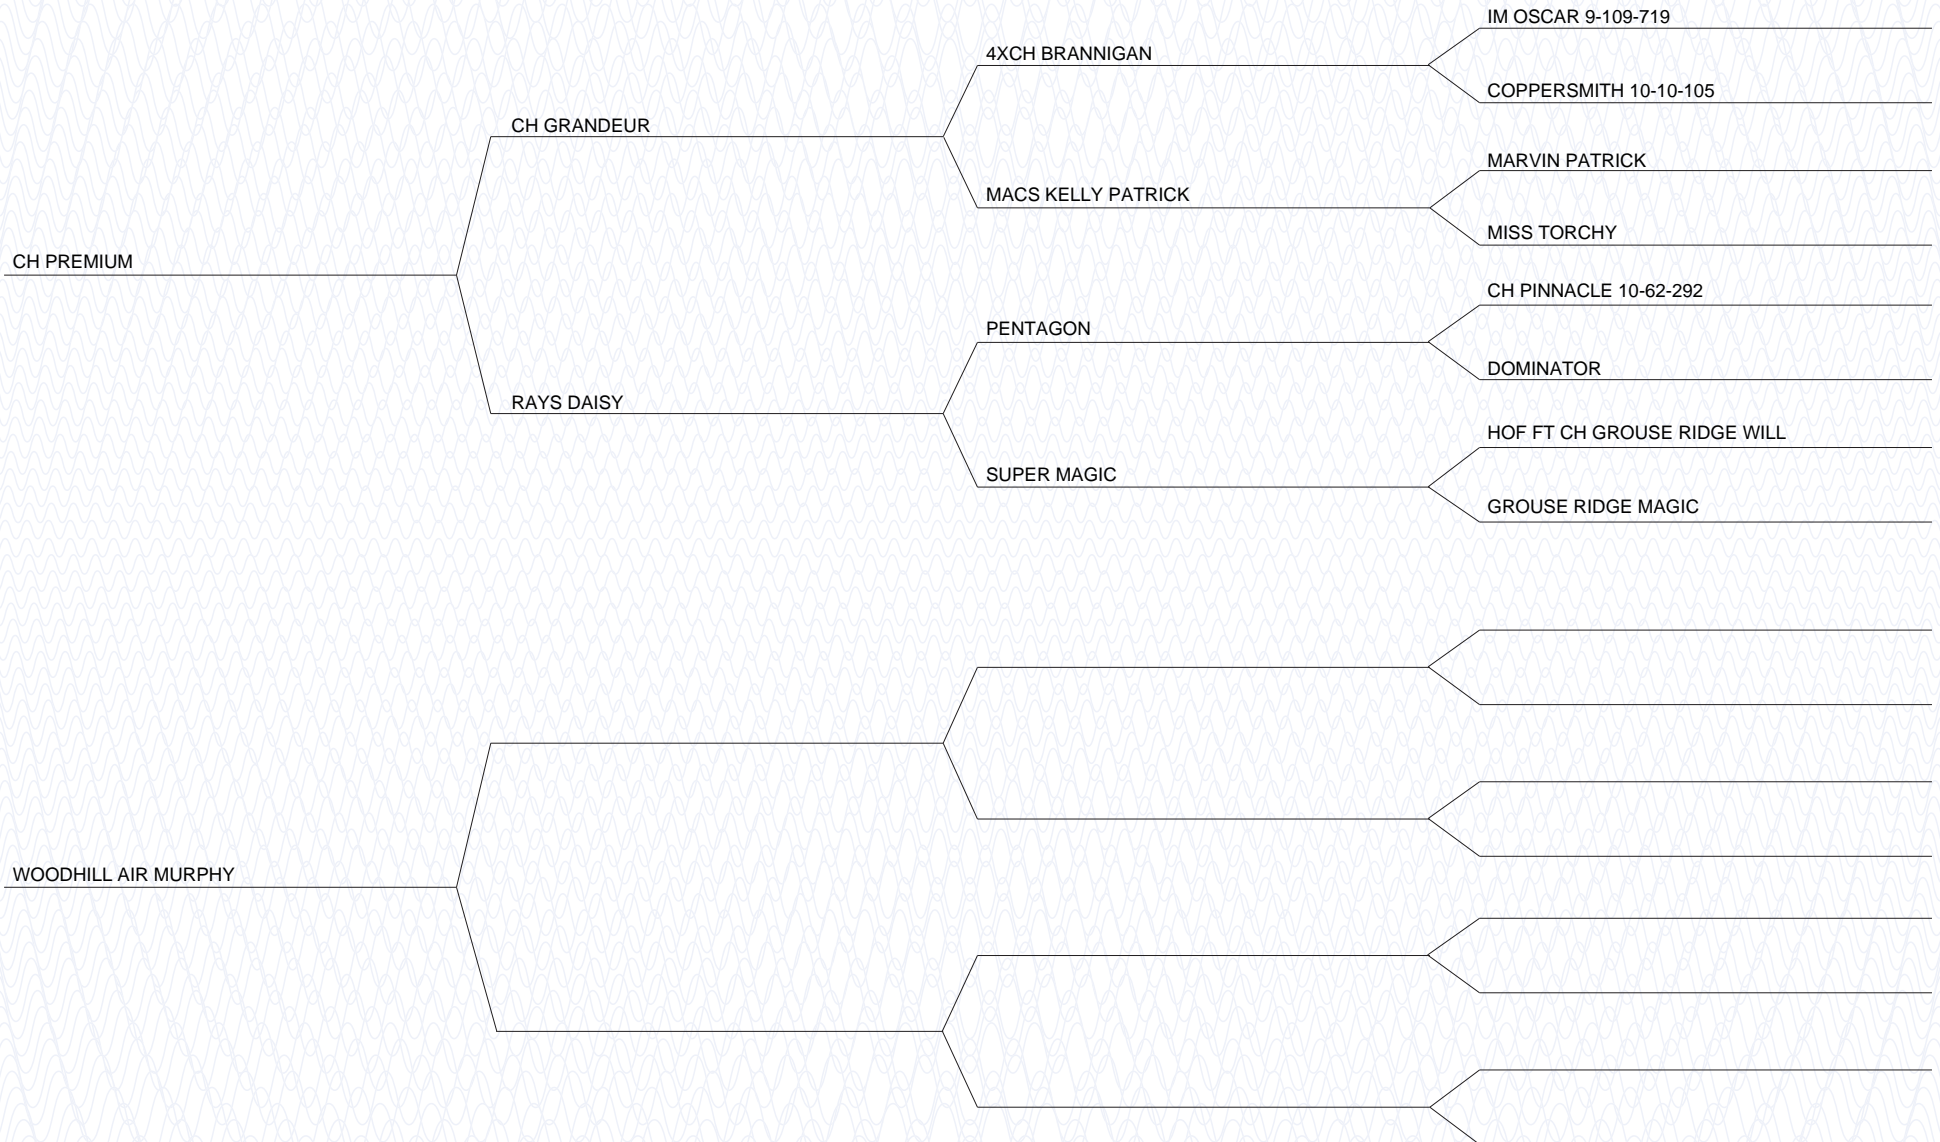 IM OSCAR 9-109-719
4XCH BRANNIGAN
COPPERSMITH 10-10-105
CH GRANDEUR
MARVIN PATRICK
MACS KELLY PATRICK
MISS TORCHY
CH PREMIUM
CH PINNACLE 10-62-292
PENTAGON
DOMINATOR
RAYS DAISY
HOF FT CH GROUSE RIDGE WILL
SUPER MAGIC
GROUSE RIDGE MAGIC
WOODHILL AIR MURPHY